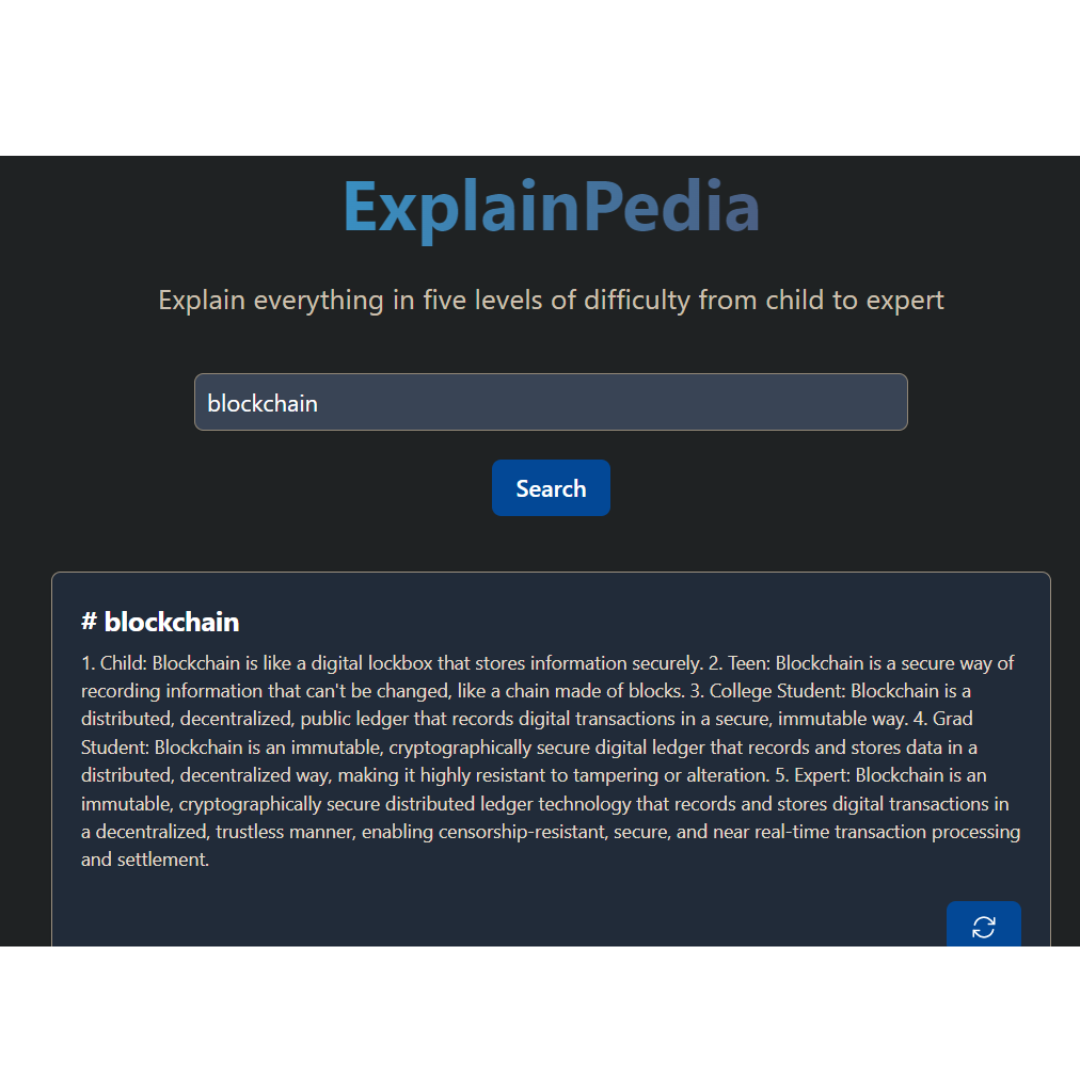 ExplainPedia
Explain everything in five levels of difficulty from child to expert
blockchain
Search
# blockchain
1. Child: Blockchain is like a digital lockbox that stores information securely. 2. Teen: Blockchain is a secure way of
recording information that can't be changed, like a chain made of blocks. 3. College Student: Blockchain is a
distributed, decentralized, public ledger that records digital transactions in a secure, immutable way. 4. Grad
Student: Blockchain is an immutable, cryptographically secure digital ledger that records and stores data in a
distributed, decentralized way, making it highly resistant to tampering or alteration. 5. Expert: Blockchain is an
immutable, cryptographically secure distributed ledger technology that records and stores digital transactions in
a decentralized, trustless manner, enabling censorship-resistant, secure, and near real-time transaction processing
and settlement.